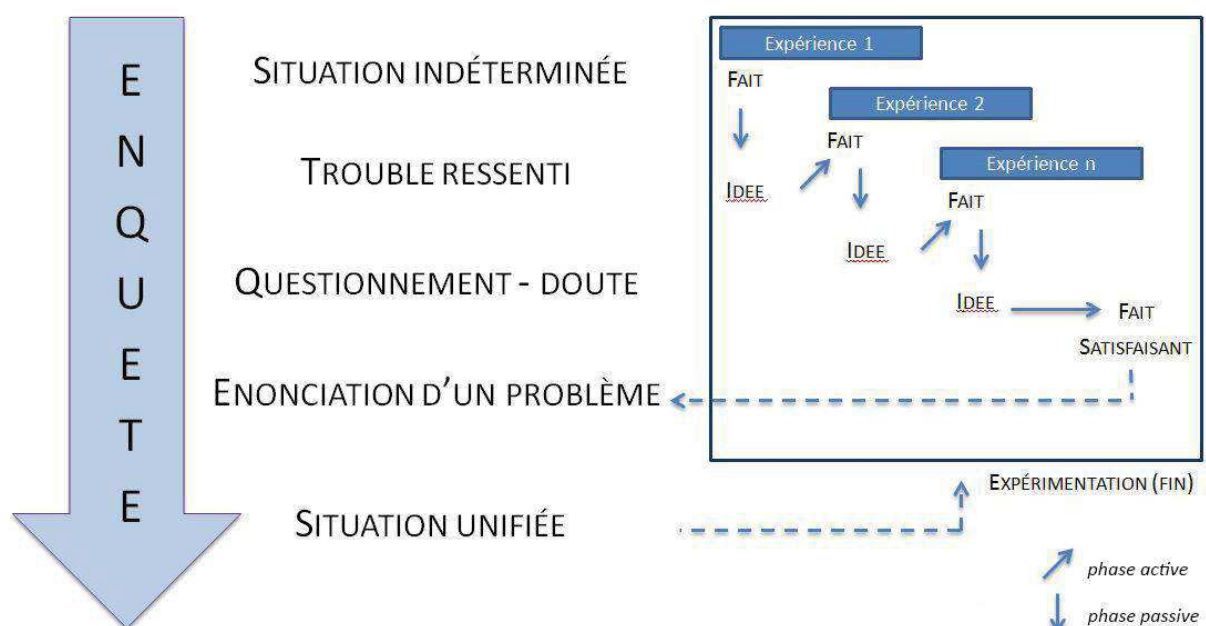 ENQUETE
SITUATION INDÉTERMINÉE
TROUBLE RESSENTI
QUESTIONNEMENT - DOUTE
ENONCIATION D'UN PROBLÈME
SITUATION UNIFIÉE
Expérience 1
FAIT
IDEE
Expérience 2
FAIT
IDEE
Expérience n
FAIT
IDEE
FAIT
SATISFAISANT
EXPÉRIMENTATION (FIN)
phase active
phase passive